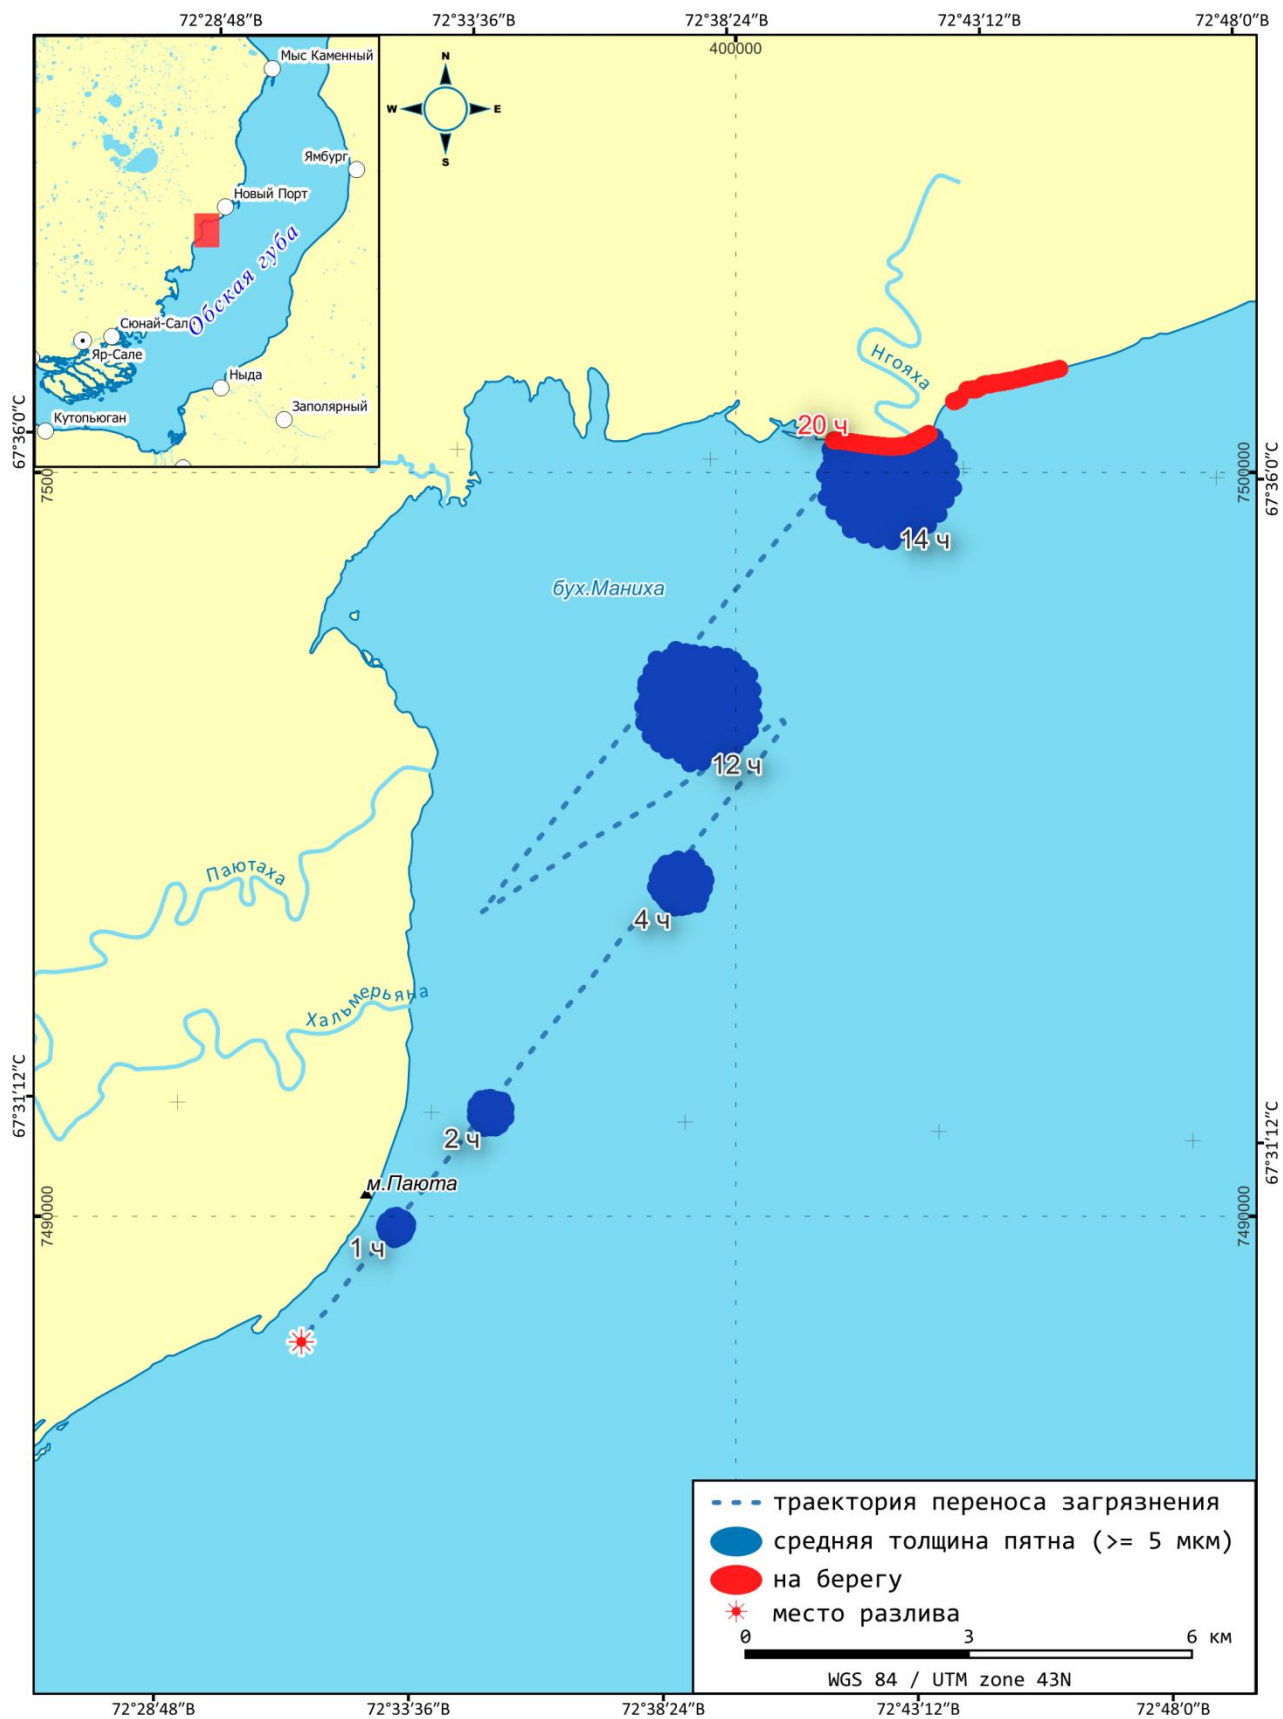 72°28’48”В
72°33’36”В
72°38’24”В
72°43’12”В
72°48’0”В
400000
Мыс Каменный
N
W
E
S
Ямбург
Новый Порт
Обская губа
Сюнай-Сал
Яр-Сале
Ныда
Заполярный
Кутопьюган
Нгояха
20 ч
67°36’0”С
7500
7500000
67°36’0”С
14 ч
бух.Маниха
12 ч
Паютаха
4 ч
Хальмерьяна
67°31’12”С
2 ч
67°31’12”С
м.Паюта
7490000
7490000
1 ч
траектория переноса загрязнения
средняя толщина пятна (>= 5 мкм)
на берегу
место разлива
0 3 6 км
WGS 84 / UTM zone 43N
72°28’48”В
72°33’36”В
72°38’24”В
72°43’12”В
72°48’0”В